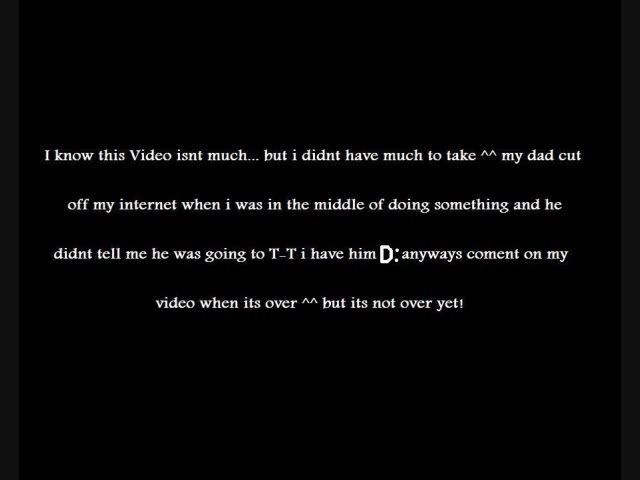 I know this Video isnt much... but i didnt have much to take ^^ my dad cut
off my internet when i was in the middle of doing something and he
didnt tell me he was going to T-T i have him D: anyways coment on my
video when its over ^^ but its not over yet!